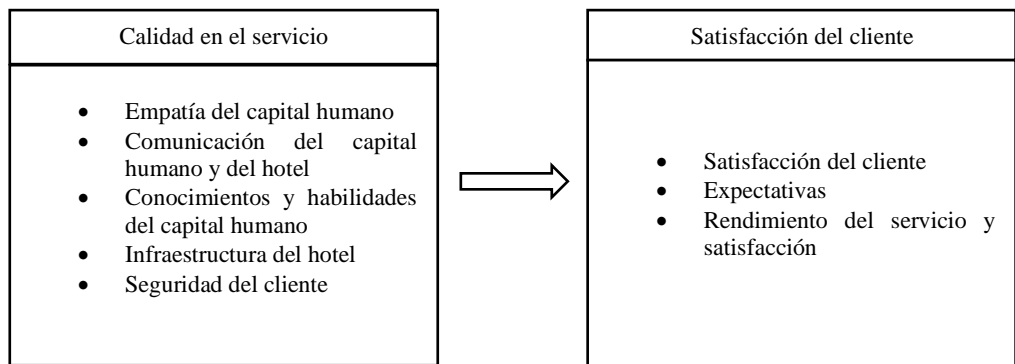 Calidad en el servicio
• Empatía del capital humano
• Comunicación del capital
humano y del hotel
• Conocimientos y habilidades
del capital humano
• Infraestructura del hotel
• Seguridad del cliente
Satisfacción del cliente
• Satisfacción del cliente
• Expectativas
• Rendimiento del servicio y
satisfacción